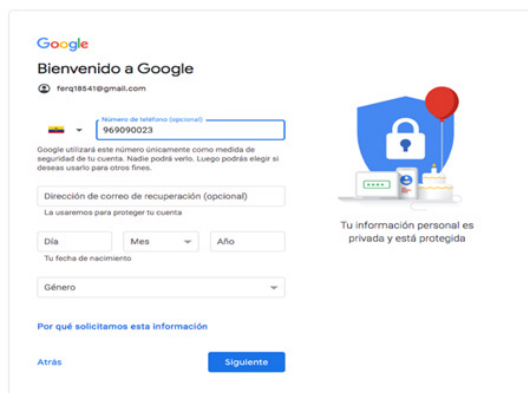 Google
Bienvenido a Google
ferq18541@gmail.com
Número de teléfono (opcional)
969090023
Google utilizará este número únicamente como medida de
seguridad de tu cuenta. Nadie podrá verlo. Luego podrás elegir si
deseas usarlo para otros fines.
Dirección de correo de recuperación (opcional)
La usaremos para proteger tu cuenta
Día Mes Año
Tu fecha de nacimiento
Género
Por qué solicitamos esta información
Atrás Siguiente
Tu información personal es
privada y está protegida